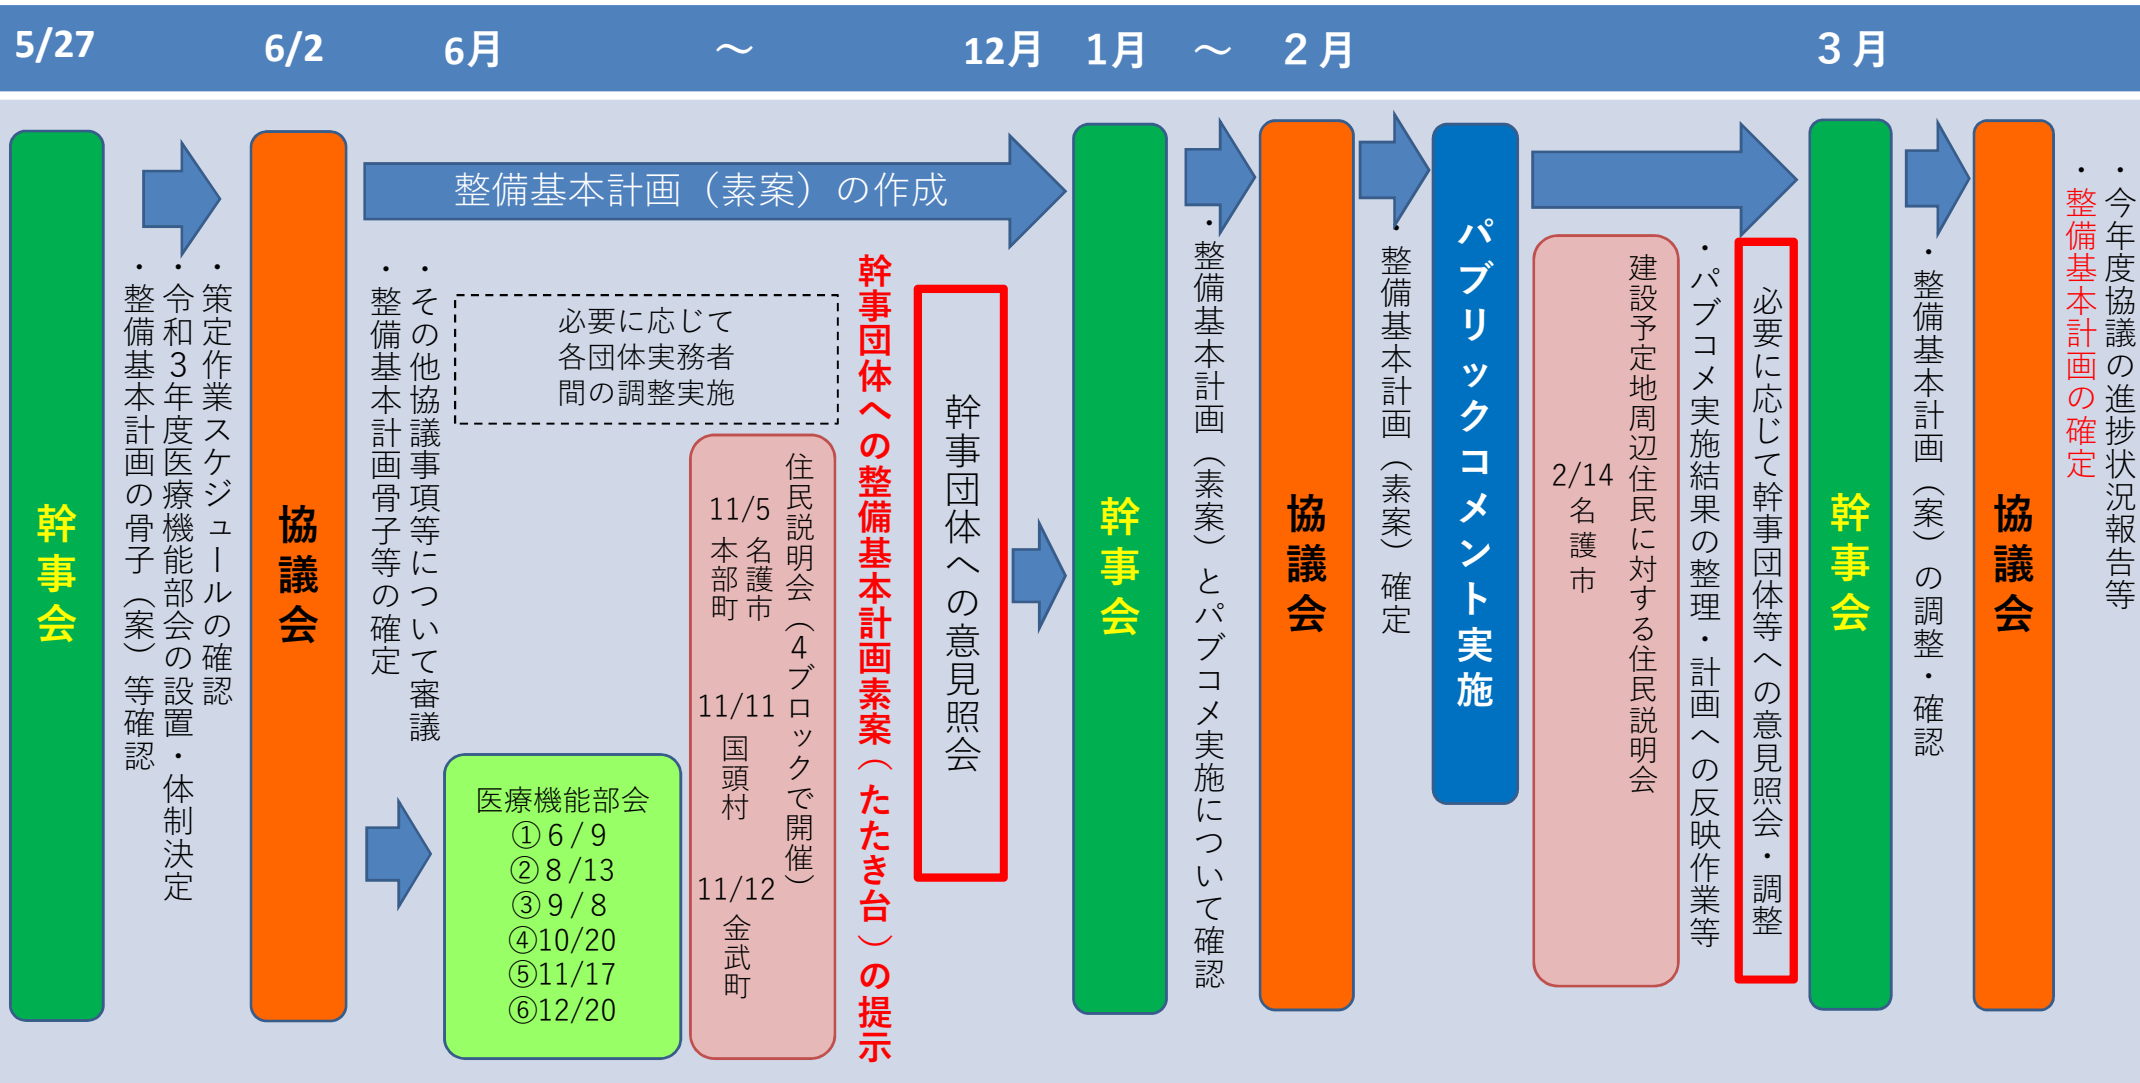 5/27
6/2
6月
～
12月
1月
～
２月
３月
幹事会
・策定作業スケジュールの確認
・令和３年度医療機能部会の設置・体制決定
・整備基本計画の骨子（案）等確認
協議会
整備基本計画（素案）の作成
・その他協議事項等について審議
・整備基本計画骨子等の確定
必要に応じて
各団体実務者
間の調整実施
医療機能部会
①６/９
②８/13
③９/８
④10/20
⑤11/17
⑥12/20
住民説明会（4ブロックで開催）
11/5
名護市
本部町
11/11
国頭村
11/12
金武町
幹事団体への整備基本計画素案（たたき台）の提示
幹事団体への意見照会
幹事会
・整備基本計画（素案）とパブコメ実施について確認
協議会
・整備基本計画（素案）確定
パブリックコメント実施
建設予定地周辺住民に対する住民説明会
2/14
名護市
・パブコメ実施結果の整理・計画への反映作業等
必要に応じて幹事団体等への意見照会・調整
幹事会
・整備基本計画（案）の調整・確認
協議会
・今年度協議の進捗状況報告等
・整備基本計画の確定